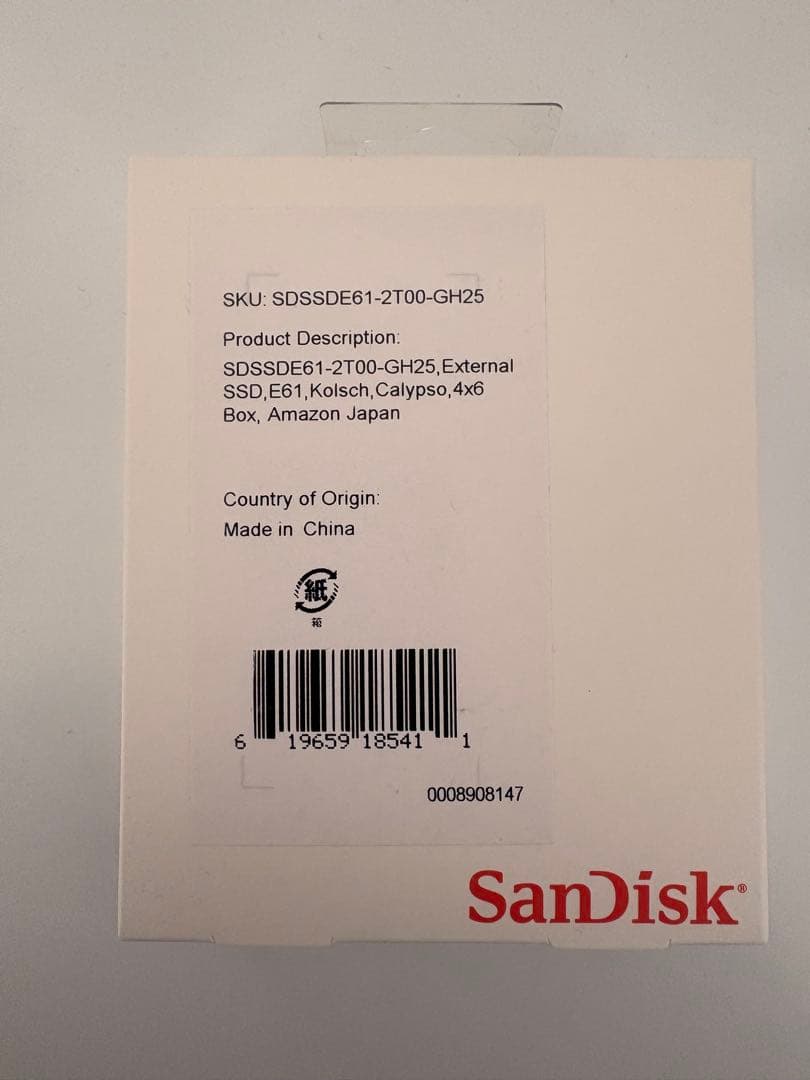 SKU: SDSSDE61-2T00-GH25
Product Description:
SDSSDE61-2T00-GH25,External
SSD,E61,Kolsch,Calypso,4x6
Box, Amazon Japan
Country of Origin:
Made in China
紙
箱
6 19659 18541 1
0008908147
SanDisk®